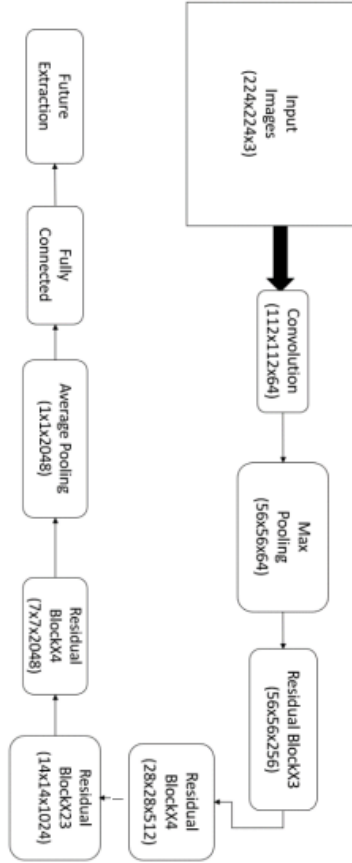 Input
Images
(224x224x3)
Convolution
(112x112x64)
Max
Pooling
(56x56x64)
Residual BlockX3
(56x56x256)
Residual
BlockX4
(28x28x512)
Residual
BlockX23
(14x14x1024)
Residual
BlockX4
(7x7x2048)
Average Pooling
(1x1x2048)
Fully
Connected
Future
Extraction